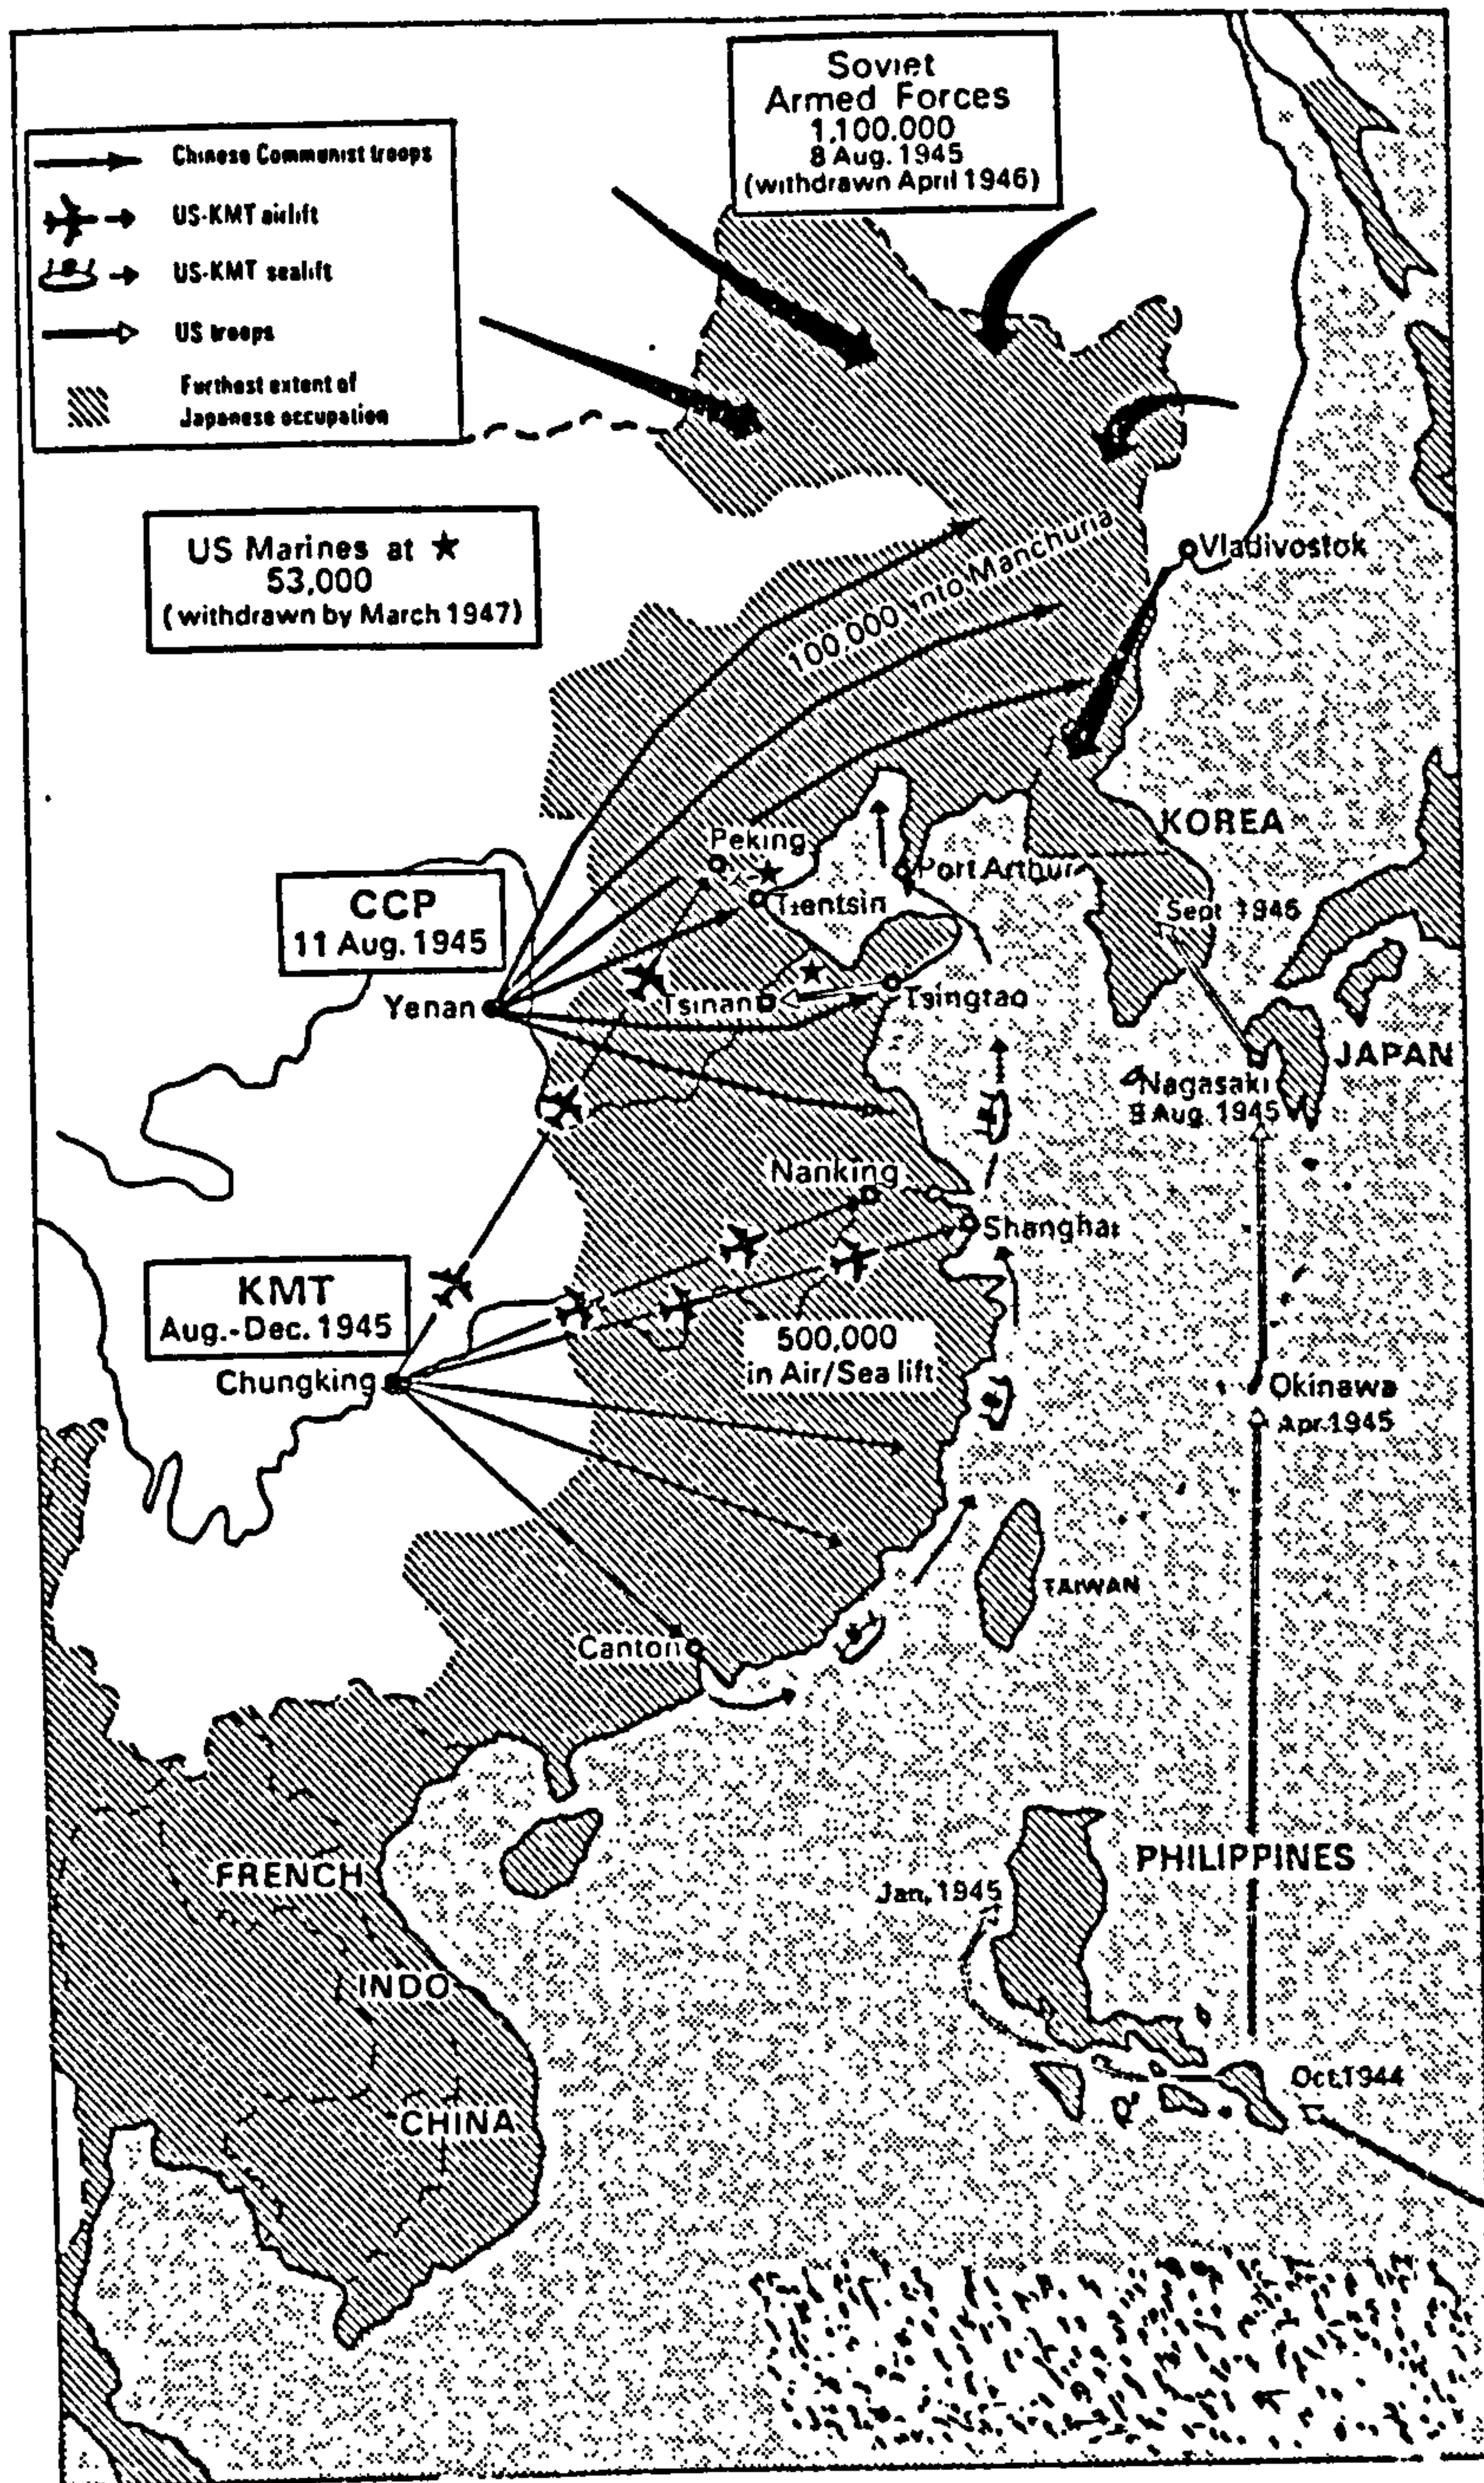 Soviet
Armed Forces
1,100.000
8 Aug. 1945
(withdrawn April 1946)
Chinese Communist troops
US-KMT airlift
US-KMT sealift
US troops
Furthest extent of
Japanese occupation
US Marines at ★
53,000
(withdrawn by March 1947)
100.000 into Manchuria
Vladivostok
KOREA
Peking
Port Arthur
Tientsin
CCP
11 Aug. 1945
Sept 1945
Yenan
Tsinan
Tsingtao
JAPAN
Nagasaki
9 Aug. 1945
Nanking
Shanghai
KMT
Aug.-Dec. 1945
500,000
in Air/Sea lift
Chungking
Okinawa
Apr.1945
TAIWAN
Canton
PHILIPPINES
FRENCH
Jan, 1945
INDO
Oct.1944
CHINA